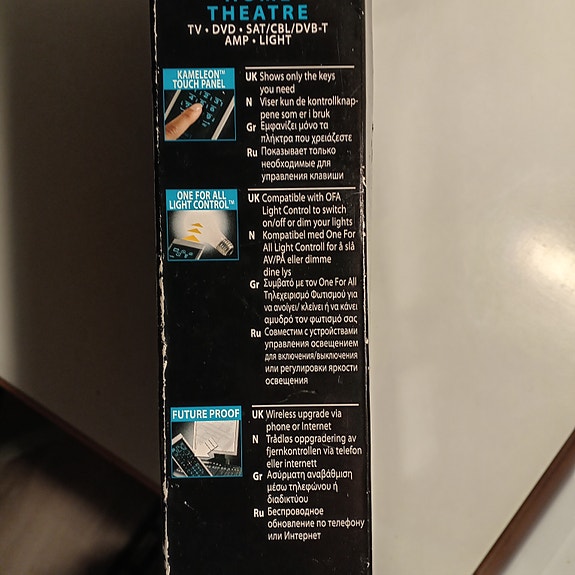 THEATRE
TV • DVD • SAT/CBL/DVB-T
AMP • LIGHT
KAMELEON™
TOUCH PANEL
UK Shows only the keys
you need
N Viser kun de kontrollknap-
pene som er i bruk
Gr Εμφανίζει μόνο τα
πλήκτρα που χρειάζεστε
Ru Показывает только
необходимые для
управления клавиши
ONE FOR ALL
LIGHT CONTROL™
UK Compatible with OFA
Light Control to switch
on/off or dim your lights
N Kompatibel med One For
All Light Controll for å slå
AV/PÅ eller dimme
dine lys
Gr Συμβατό με τον One For All
Τηλεχειρισμό Φωτισμού για
να ανοίγει/ κλείνει ή να κάνει
αμυδρό τον φωτισμό σας
Ru Совместим с устройствами
управления освещением
для включения/выключения
или регулировки яркости
освещения
FUTURE PROOF
UK Wireless upgrade via
phone or Internet
N Trådløs oppgradering av
fjernkontrollen via telefon
eller internett
Gr Ασύρματη αναβάθμιση
μέσω τηλεφώνου ή
διαδικτύου
Ru Беспроводное
обновление по телефону
или Интернет